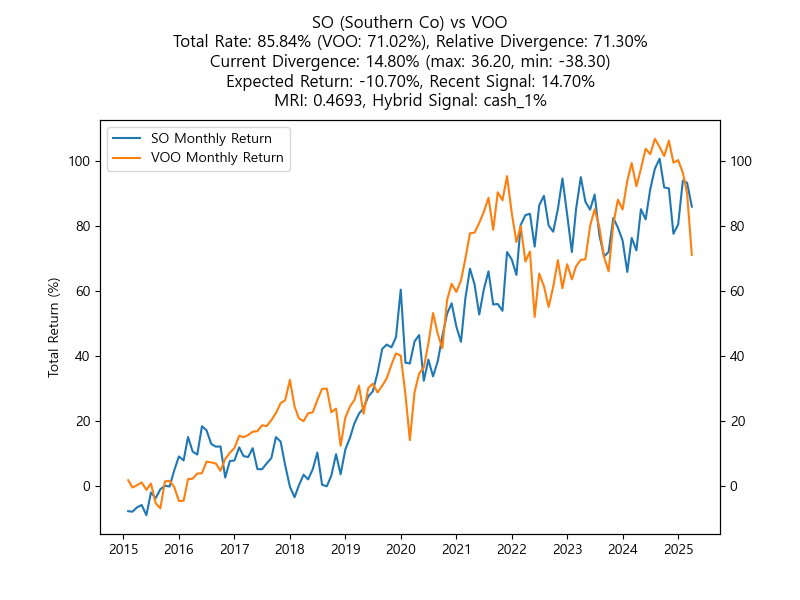 SO (Southern Co) vs VOO
Total Rate: 85.84% (VOO: 71.02%), Relative Divergence: 71.30%
Current Divergence: 14.80% (max: 36.20, min: -38.30)
Expected Return: -10.70%, Recent Signal: 14.70%
MRI: 0.4693, Hybrid Signal: cash_1%
SO Monthly Return
VOO Monthly Return
Total Return (%)
100
80
60
40
20
0
100
80
60
40
20
0
2015 2016 2017 2018 2019 2020 2021 2022 2023 2024 2025